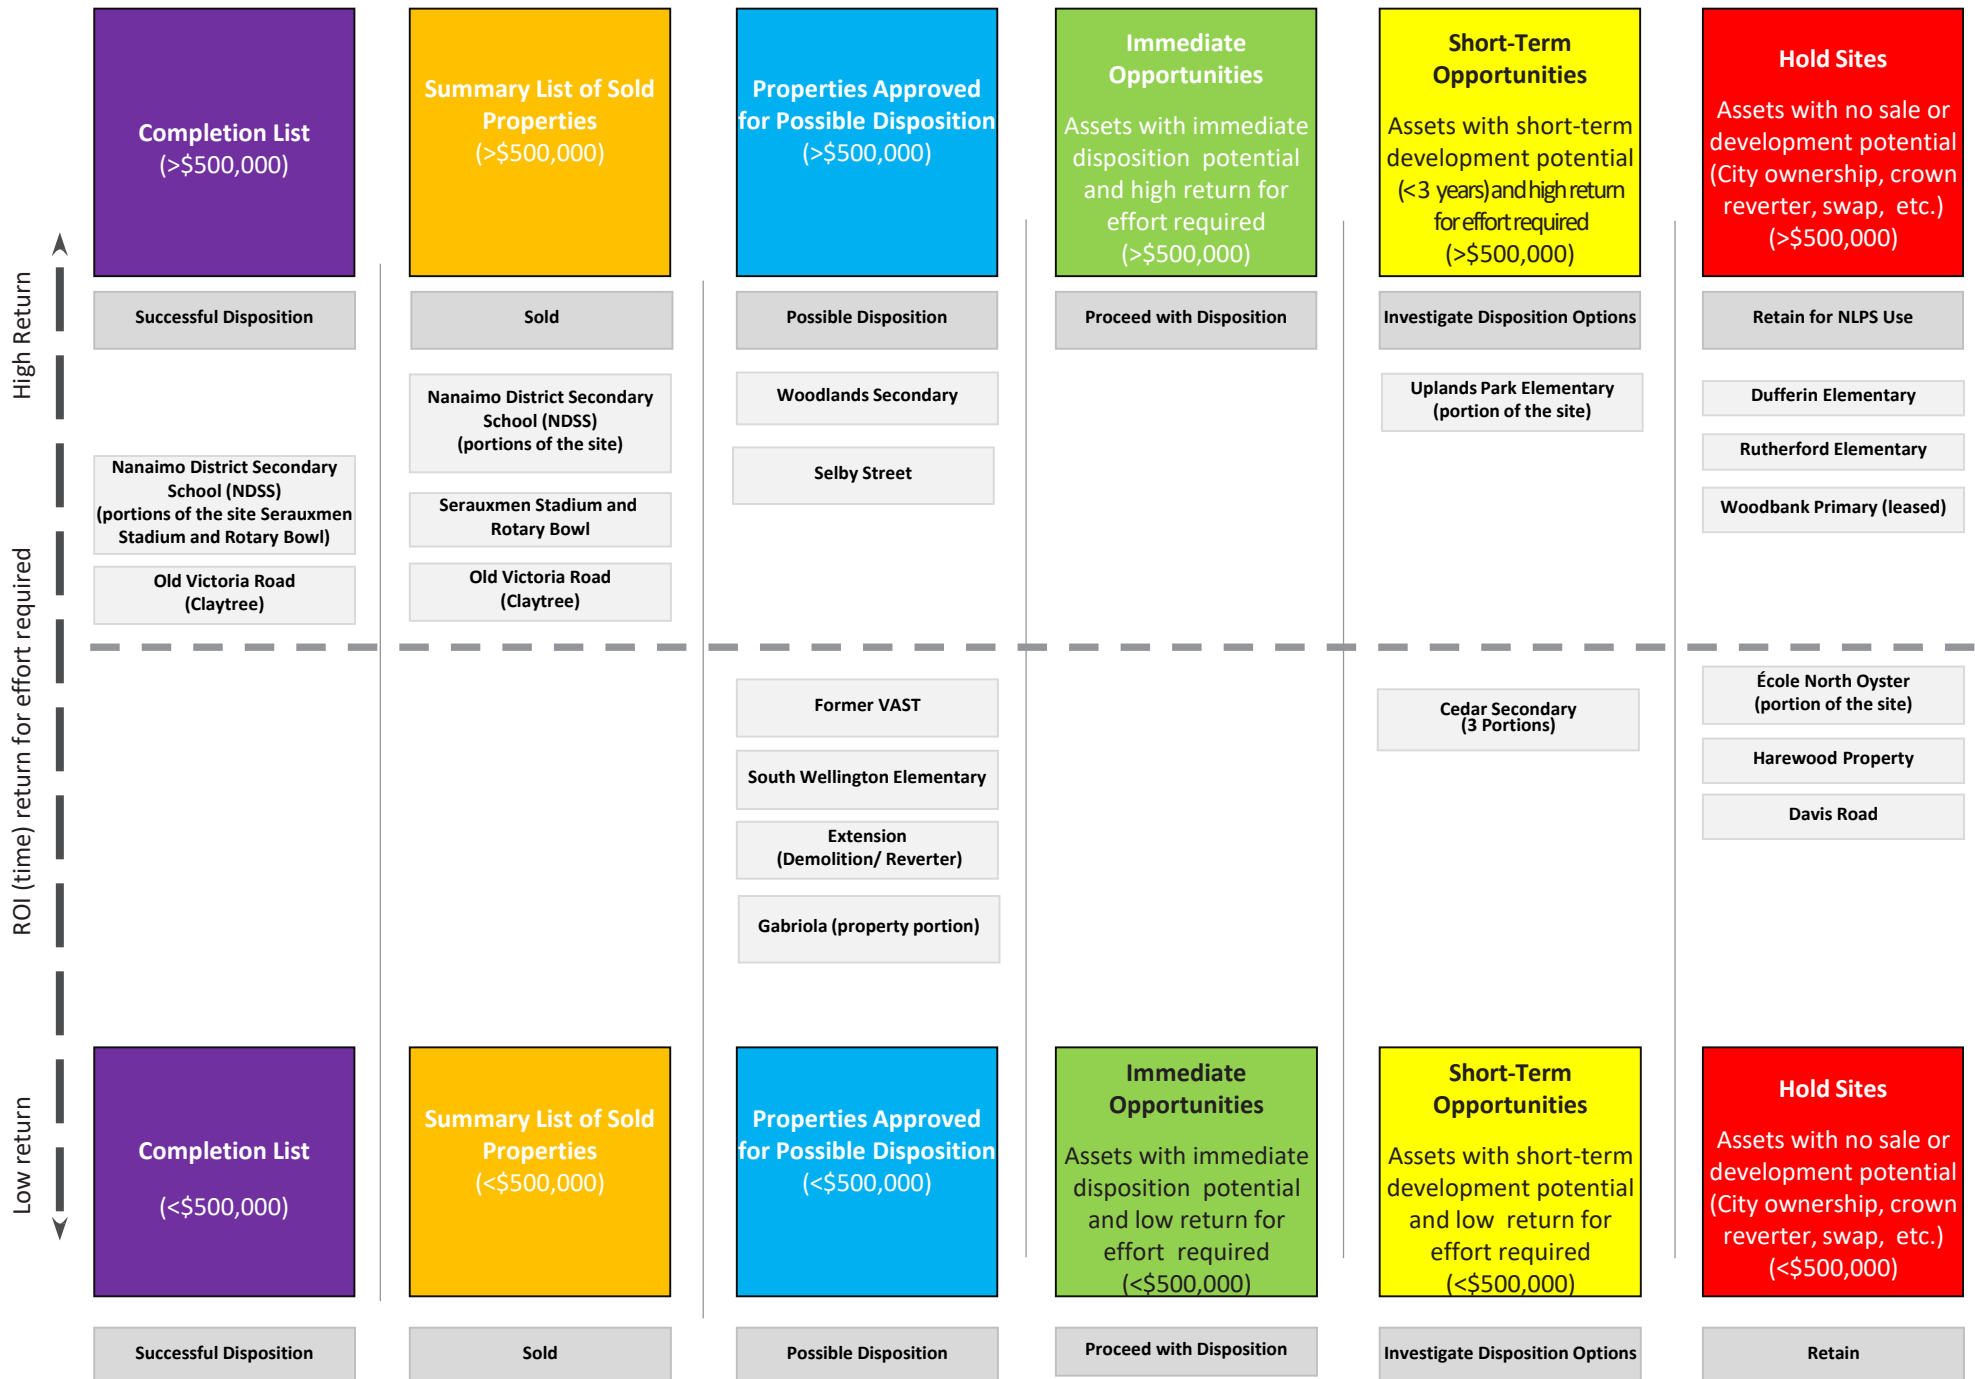 High Return
ROI (time) return for effort required
Low return
Completion List
(>$500,000)
Summary List of Sold
Properties
(>$500,000)
Properties Approved
for Possible Disposition
(>$500,000)
Immediate
Opportunities
Assets with immediate
disposition potential
and high return for
effort required
(>$500,000)
Short-Term
Opportunities
Assets with short-term
development potential
(<3 years) and high return
for effort required
(>$500,000)
Hold Sites
Assets with no sale or
development potential
(City ownership, crown
reverter, swap, etc.)
(>$500,000)
Successful Disposition
Sold
Possible Disposition
Proceed with Disposition
Investigate Disposition Options
Retain for NLPS Use
Nanaimo District Secondary
School (NDSS)
(portions of the site Serauxmen
Stadium and Rotary Bowl)
Old Victoria Road
(Claytree)
Nanaimo District Secondary
School (NDSS)
(portions of the site)
Serauxmen Stadium and
Rotary Bowl
Old Victoria Road
(Claytree)
Woodlands Secondary
Selby Street
Uplands Park Elementary
(portion of the site)
Dufferin Elementary
Rutherford Elementary
Woodbank Primary (leased)
Former VAST
South Wellington Elementary
Extension
(Demolition/ Reverter)
Gabriola (property portion)
Cedar Secondary
(3 Portions)
École North Oyster
(portion of the site)
Harewood Property
Davis Road
Completion List
(<$500,000)
Summary List of Sold
Properties
(<$500,000)
Properties Approved
for Possible Disposition
(<$500,000)
Immediate
Opportunities
Assets with immediate
disposition potential
and low return for
effort required
(<$500,000)
Short-Term
Opportunities
Assets with short-term
development potential
and low return for
effort required
(<$500,000)
Hold Sites
Assets with no sale or
development potential
(City ownership, crown
reverter, swap, etc.)
(<$500,000)
Successful Disposition
Sold
Possible Disposition
Proceed with Disposition
Investigate Disposition Options
Retain